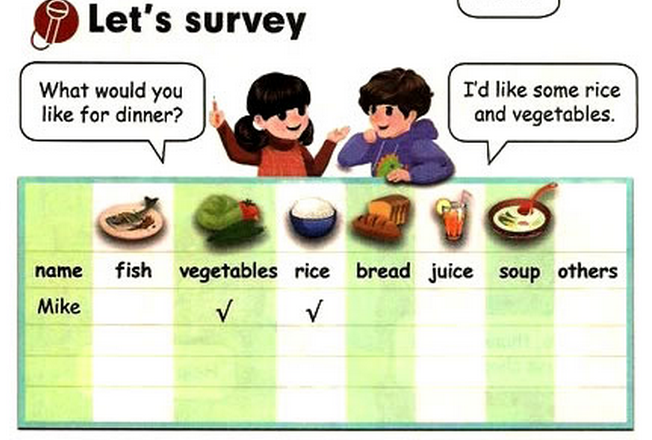 Let's survey
What would you
like for dinner?
I'd like some rice
and vegetables.
name fish vegetables rice bread juice soup others
Mike √ √